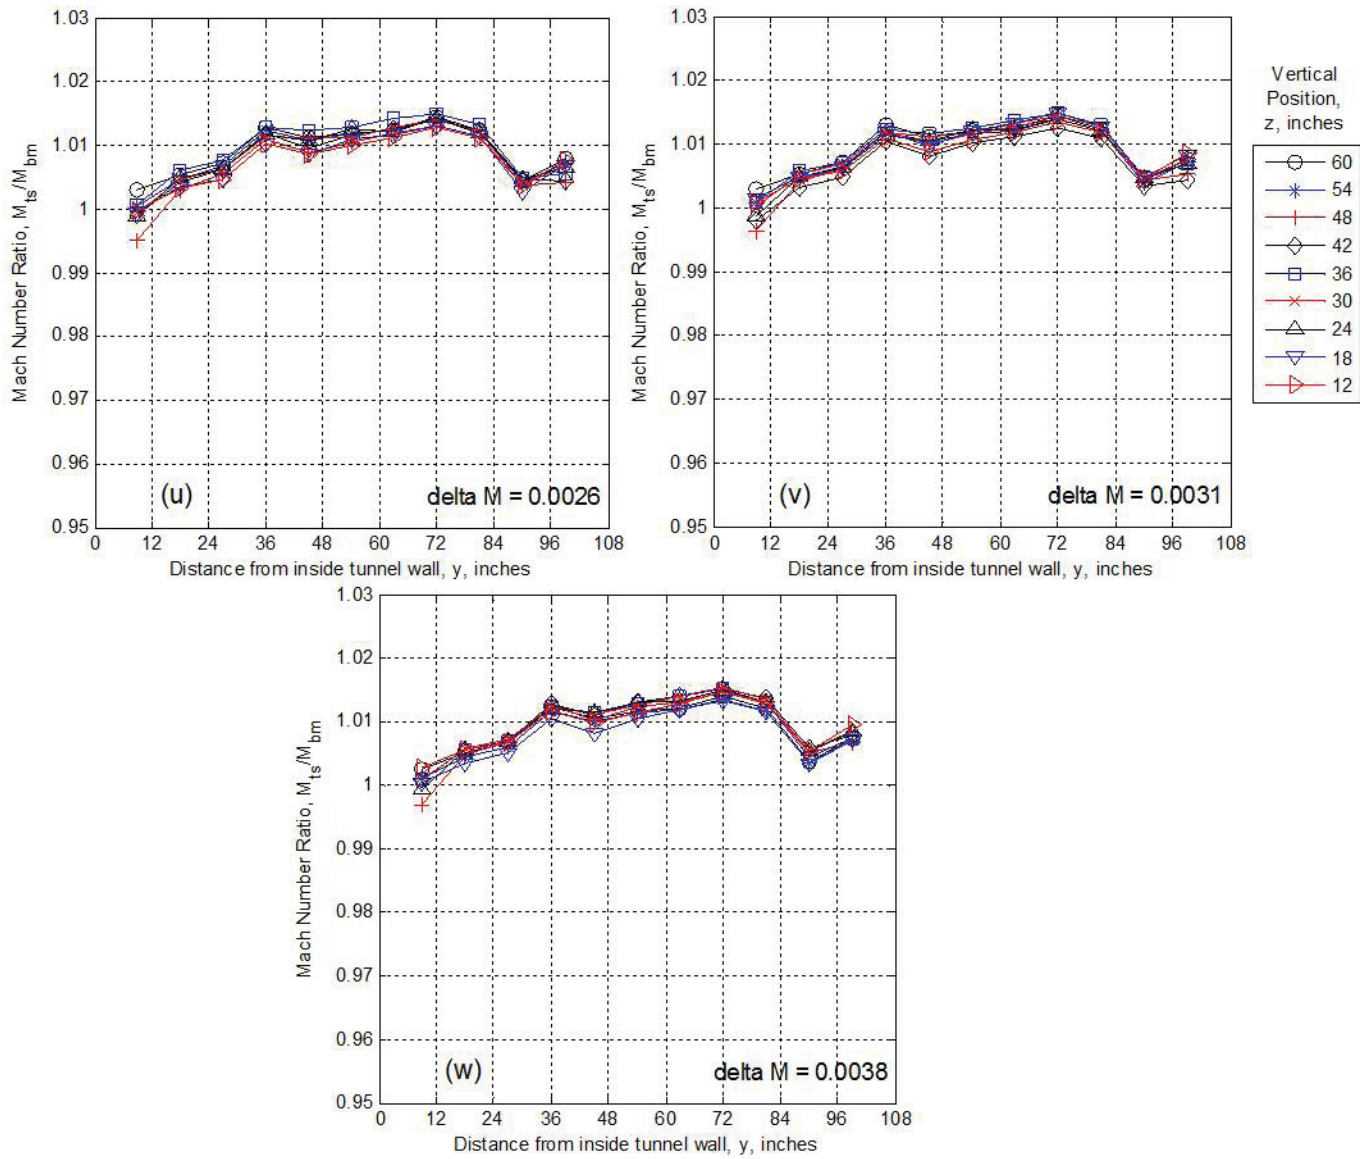 1.03
1.02
1.01
1
0.99
0.98
0.97
0.96
0.95
Mach Number Ratio, M_ts/M_bm
(u)
delta M = 0.0026
0 12 24 36 48 60 72 84 96 108
Distance from inside tunnel wall, y, inches
1.03
1.02
1.01
1
0.99
0.98
0.97
0.96
0.95
Mach Number Ratio, M_ts/M_bm
(v)
delta M = 0.0031
0 12 24 36 48 60 72 84 96 108
Distance from inside tunnel wall, y, inches
Vertical
Position,
z, inches
60
54
48
42
36
30
24
18
12
1.03
1.02
1.01
1
0.99
0.98
0.97
0.96
0.95
Mach Number Ratio, M_ts/M_bm
(w)
delta M = 0.0038
0 12 24 36 48 60 72 84 96 108
Distance from inside tunnel wall, y, inches